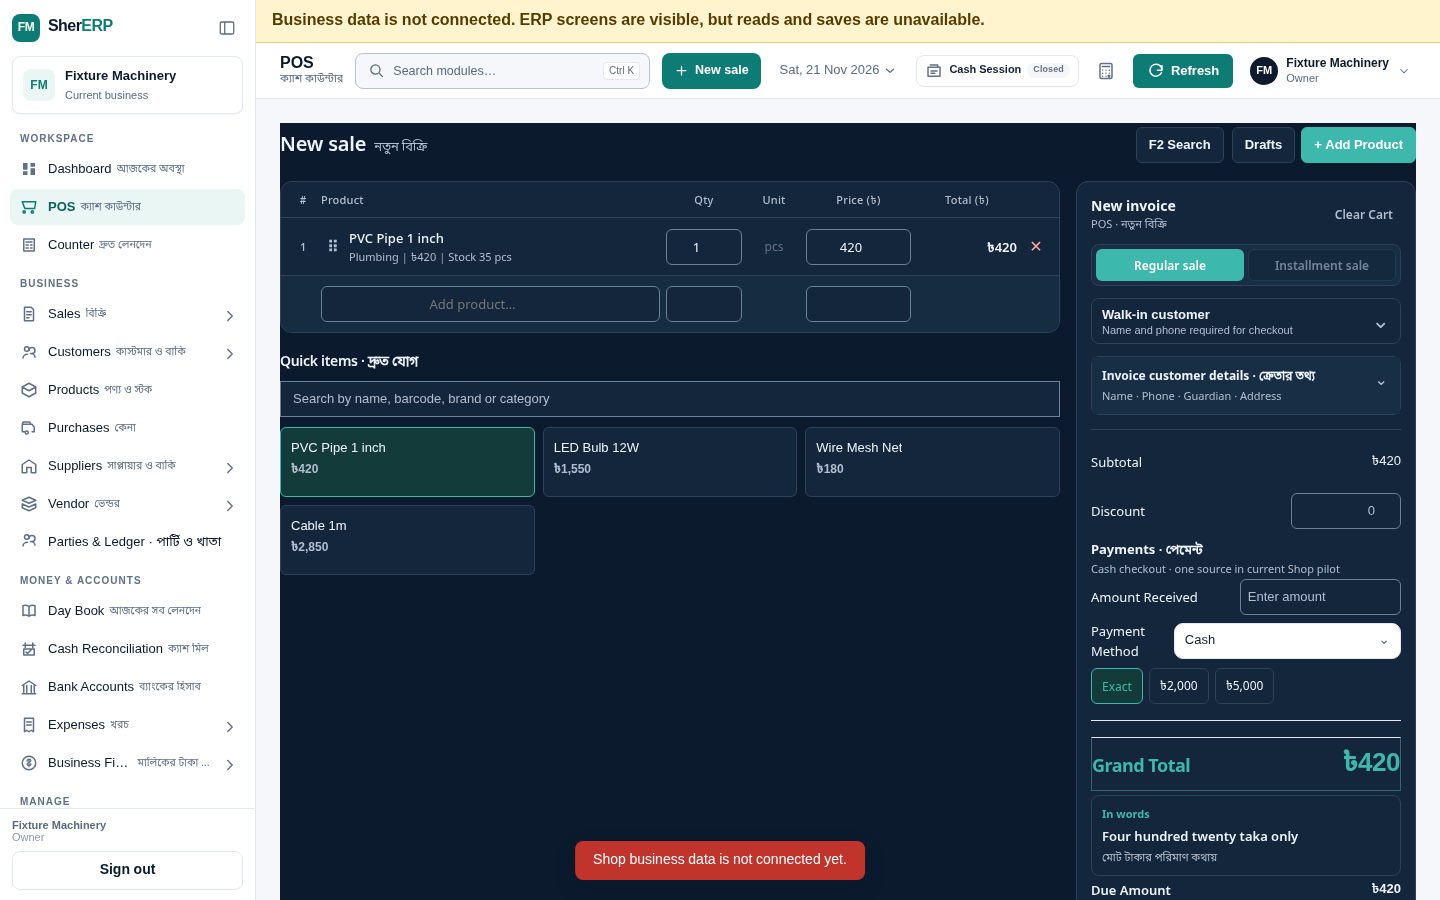 Business data is not connected. ERP screens are visible, but reads and saves are unavailable.
FM SherERP
FM Fixture Machinery
Current business
WORKSPACE
Dashboard আজকের অবস্থা
POS ক্যাশ কাউন্টার
Counter দ্রুত লেনদেন
BUSINESS
Sales বিক্রি
Customers কাস্টমার ও বাকি
Products পণ্য ও স্টক
Purchases কেনা
Suppliers সাপ্লায়ার ও বাকি
Vendor ভেন্ডর
Parties & Ledger · পার্টি ও খাতা
MONEY & ACCOUNTS
Day Book আজকের সব লেনদেন
Cash Reconciliation ক্যাশ মিল
Bank Accounts ব্যাংকের হিসাব
Expenses খরচ
Business Fi... মালিকের টাকা ...
MANAGE
Fixture Machinery
Owner
Sign out
POS
ক্যাশ কাউন্টার
Search modules… Ctrl K
+ New sale
Sat, 21 Nov 2026
Cash Session Closed
Refresh
FM Fixture Machinery
Owner
New sale নতুন বিক্রি
F2 Search Drafts + Add Product
# Product Qty Unit Price (৳) Total (৳)
1 PVC Pipe 1 inch 1 pcs 420 ৳420 ✕
Plumbing | ৳420 | Stock 35 pcs
Add product...
Quick items · দ্রুত যোগ
Search by name, barcode, brand or category
PVC Pipe 1 inch
৳420
LED Bulb 12W
৳1,550
Wire Mesh Net
৳180
Cable 1m
৳2,850
New invoice
POS · নতুন বিক্রি
Clear Cart
Regular sale Installment sale
Walk-in customer
Name and phone required for checkout
Invoice customer details · ক্রেতার তথ্য
Name · Phone · Guardian · Address
Subtotal ৳420
Discount 0
Payments · পেমেন্ট
Cash checkout · one source in current Shop pilot
Amount Received Enter amount
Payment Method Cash
Exact ৳2,000 ৳5,000
Grand Total ৳420
In words
Four hundred twenty taka only
মোট টাকার পরিমাণ কথায়
Due Amount ৳420
Shop business data is not connected yet.